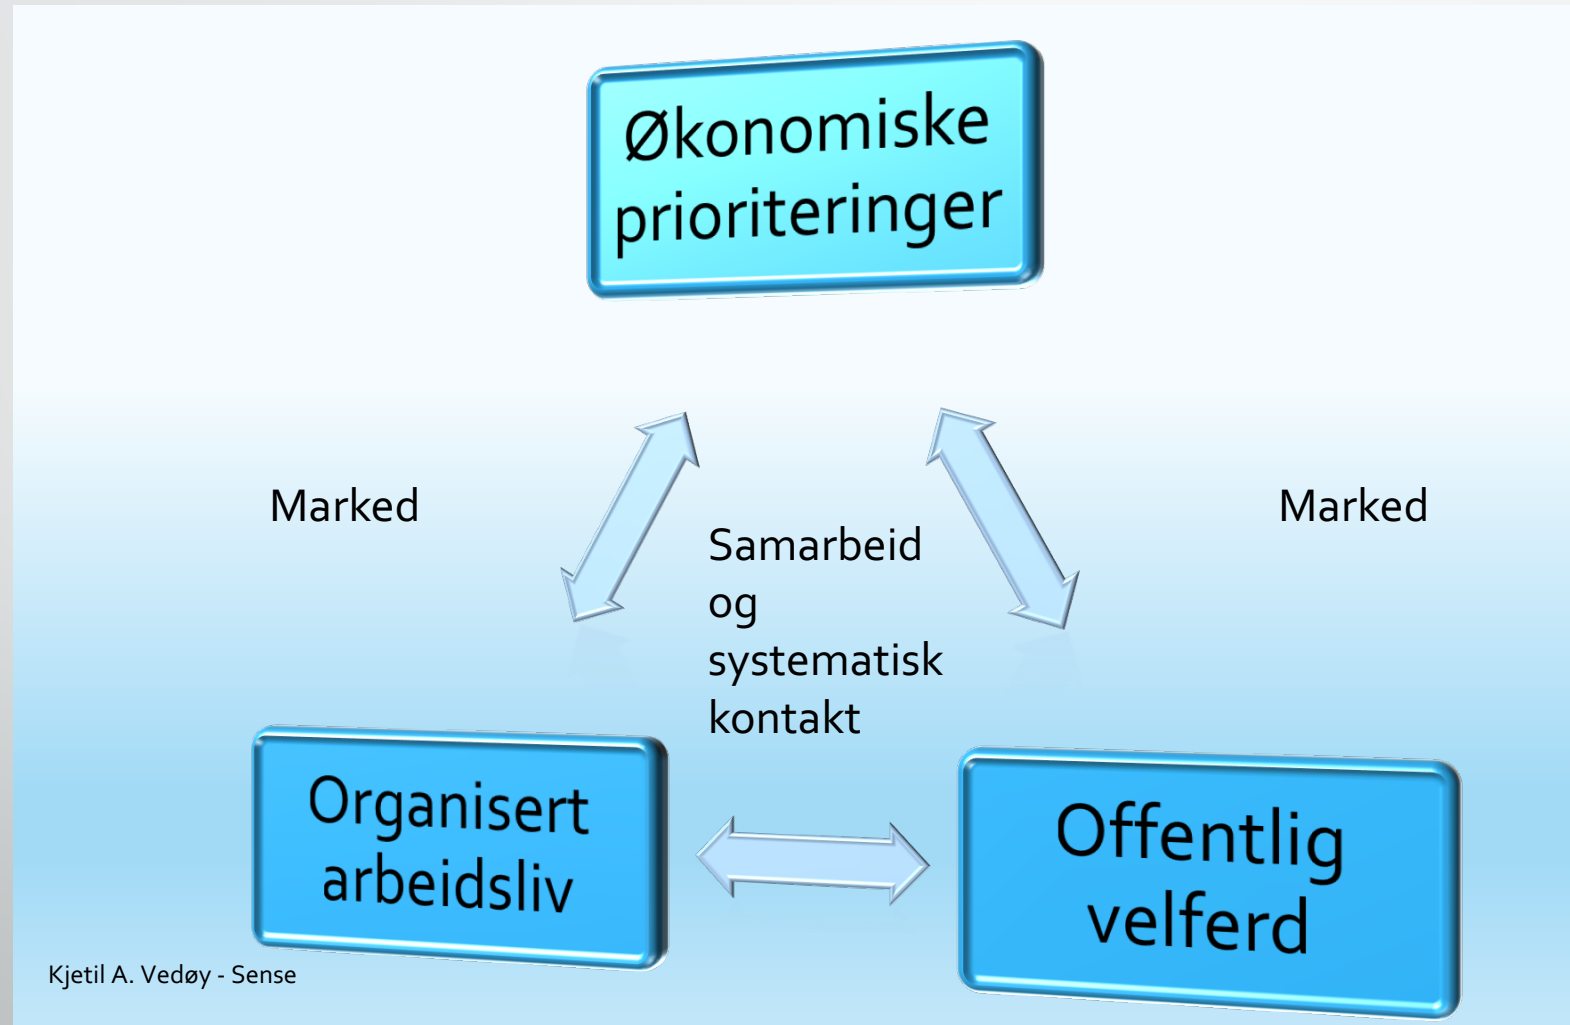 Økonomiske
prioriteringer
Marked
Marked
Samarbeid
og
systematisk
kontakt
Organisert
arbeidsliv
Offentlig
velferd
Kjetil A. Vedøy - Sense